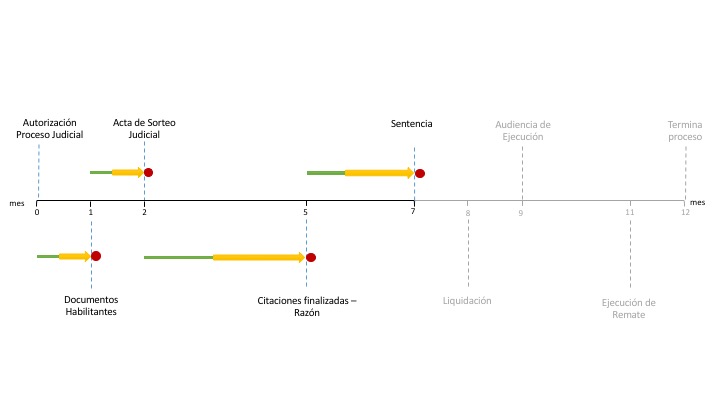 Autorización
Proceso Judicial
Acta de Sorteo
Judicial
Sentencia
Audiencia de
Ejecución
Termina
proceso
mes
mes
0
1
2
5
7
8
9
11
12
Documentos
Habilitantes
Citaciones finalizadas –
Razón
Liquidación
Ejecución de
Remate